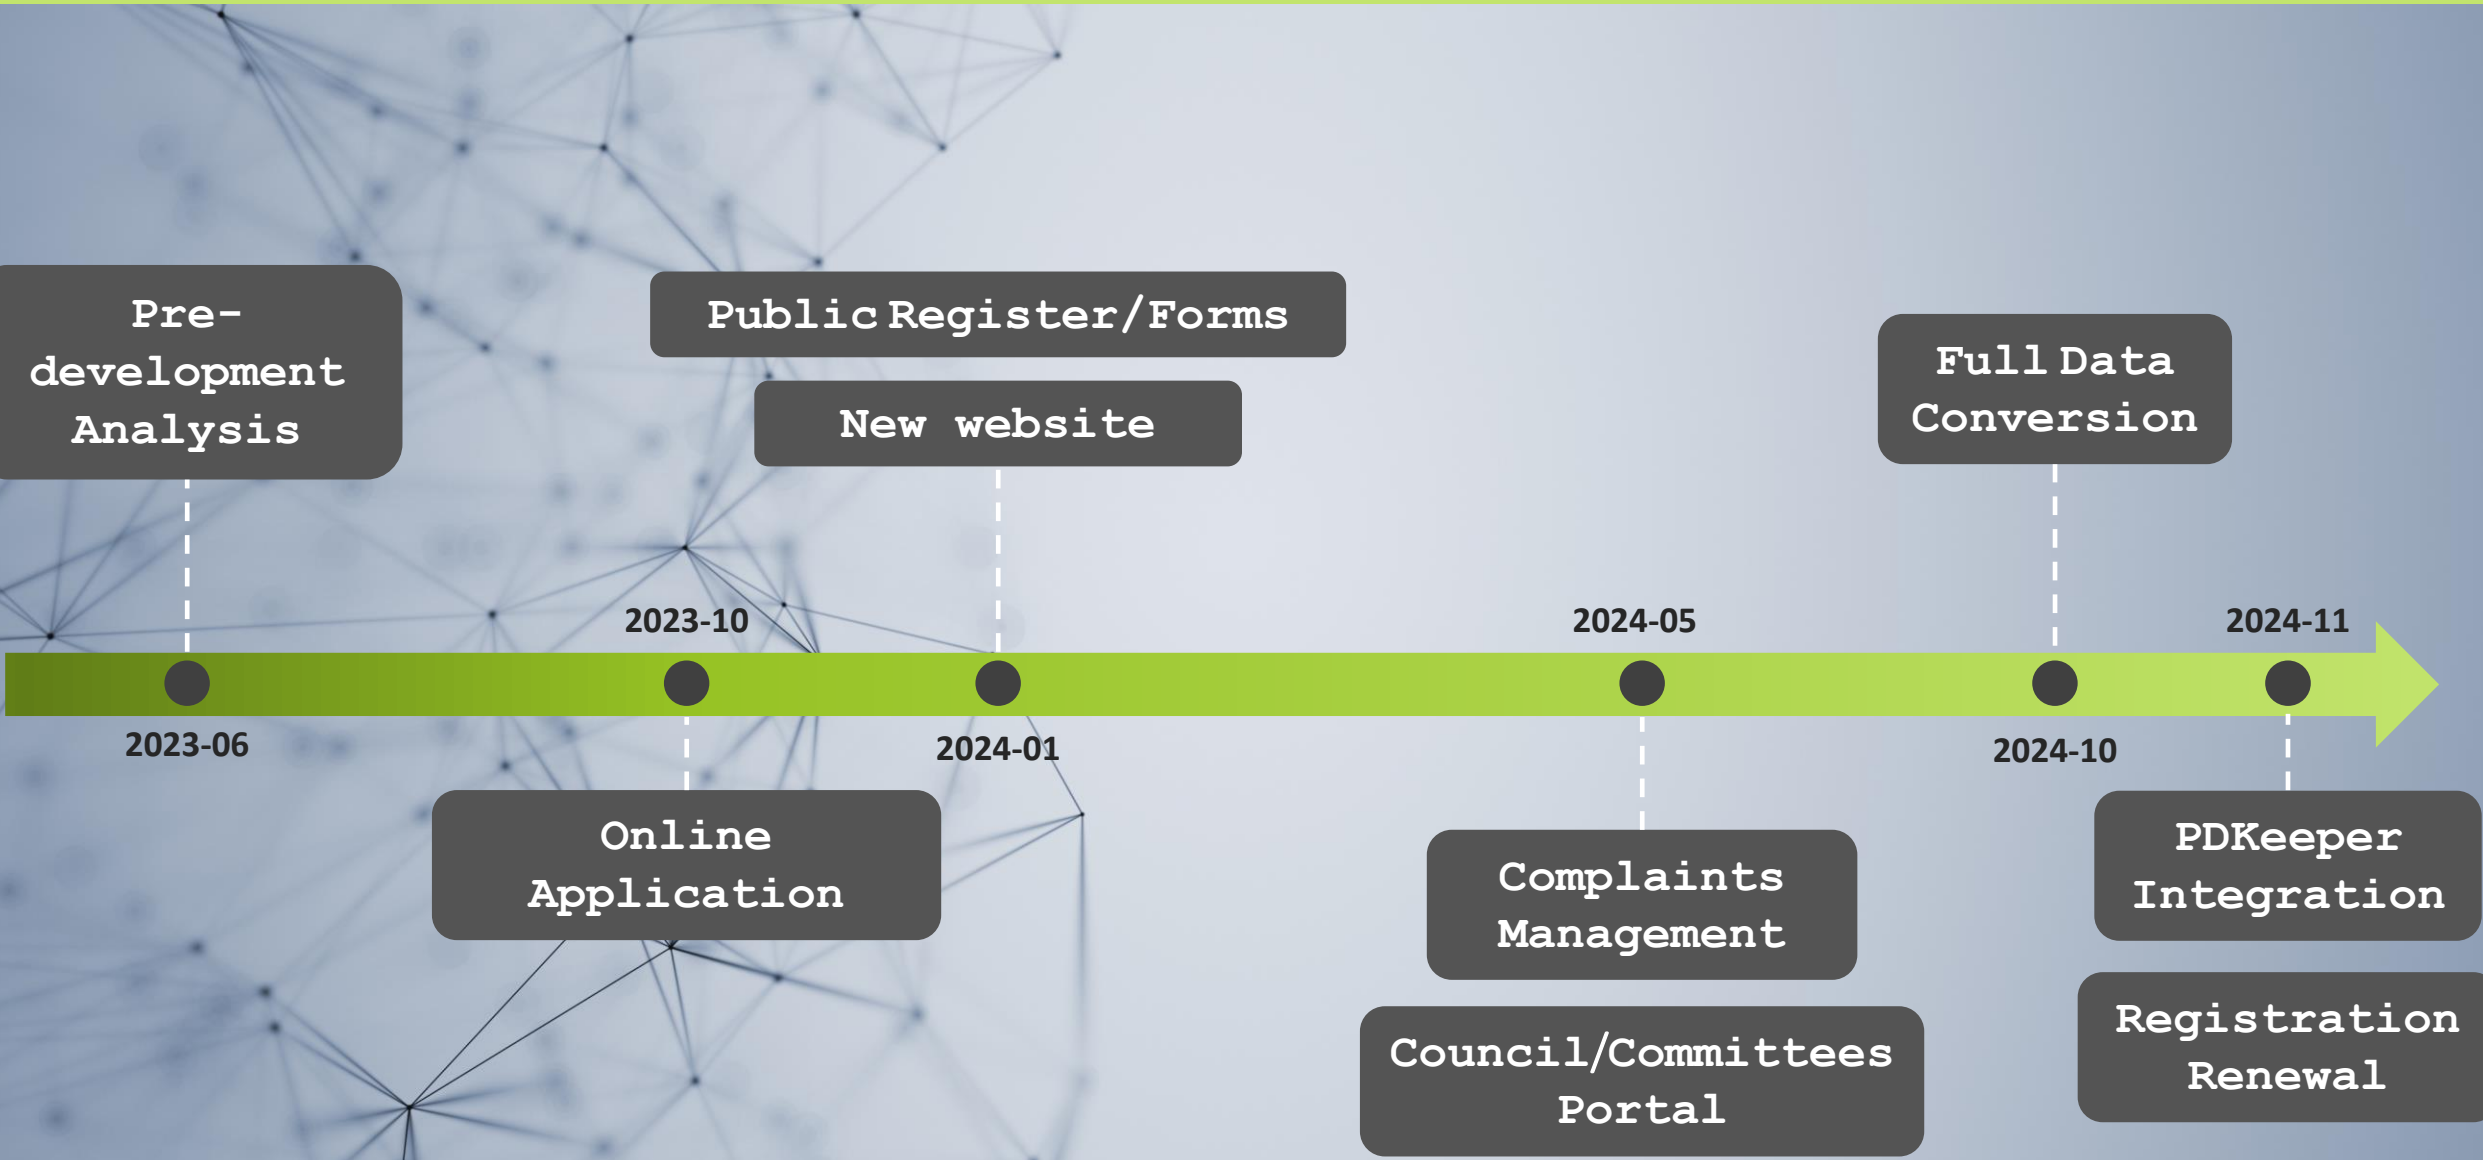 Pre-
development
Analysis
Public Register/Forms
New website
Full Data
Conversion
2023-10
2024-05
2024-11
2023-06
2024-01
2024-10
Online
Application
Complaints
Management
Council/Committees
Portal
PDKeeper
Integration
Registration
Renewal